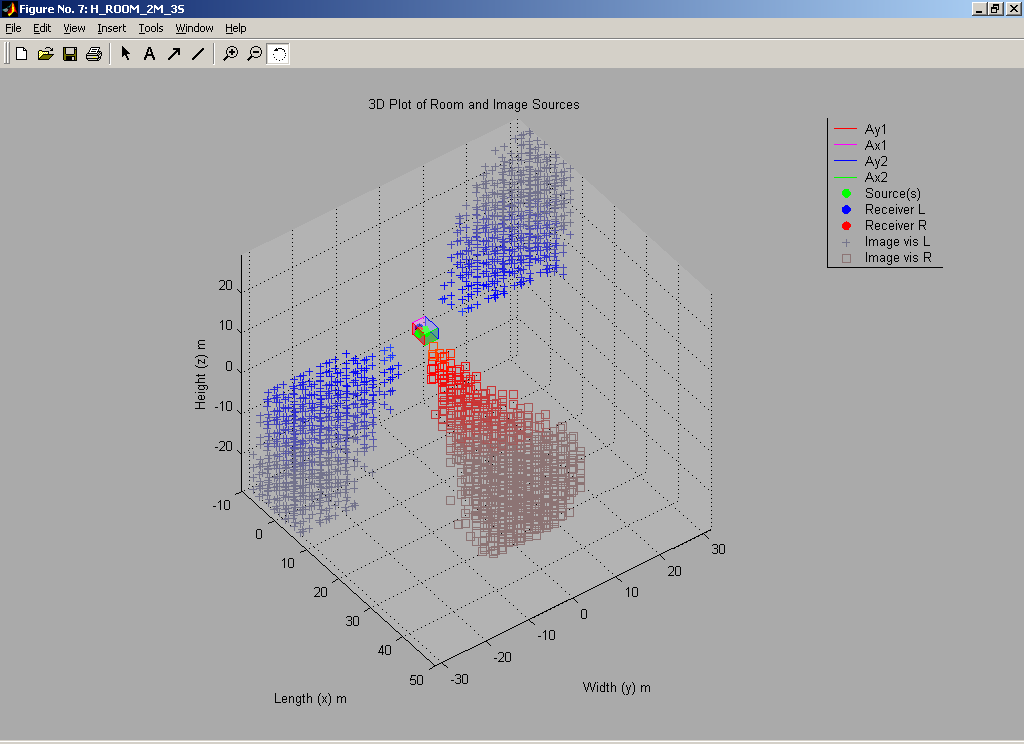 Figure No. 7: H_ROOM_2M_3S
File Edit View Insert Tools Window Help
A
3D Plot of Room and Image Sources
Ay1
Ax1
Ay2
Ax2
Source(s)
Receiver L
Receiver R
Image vis L
Image vis R
20
10
0
-10
-20
Height (z) m
-10
0
10
20
30
40
50
Length (x) m
-30
-20
-10
0
10
20
30
Width (y) m